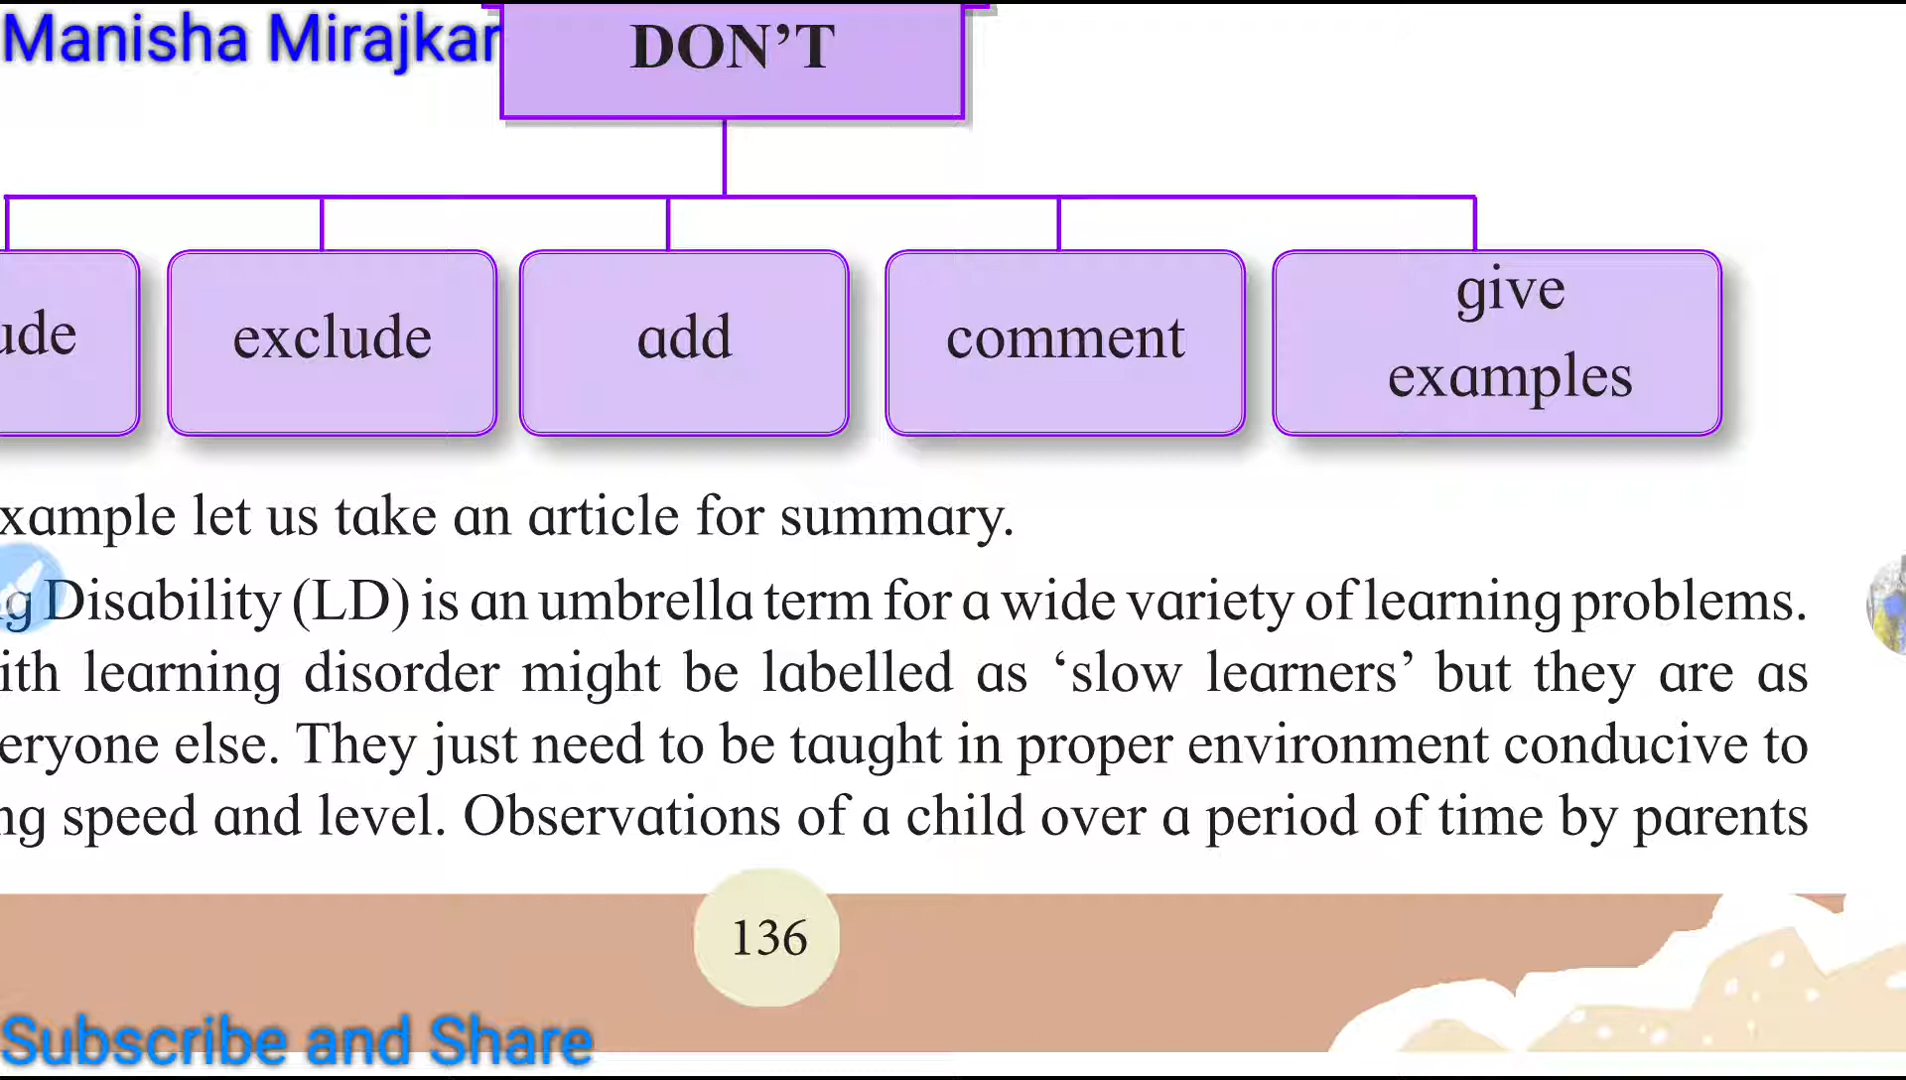 Manisha Mirajkar
DON’T
ude
exclude
add
comment
give
examples
xample let us take an article for summary.
g Disability (LD) is an umbrella term for a wide variety of learning problems.
ith learning disorder might be labelled as ‘slow learners’ but they are as
eryone else. They just need to be taught in proper environment conducive to
ng speed and level. Observations of a child over a period of time by parents
136
Subscribe and Share